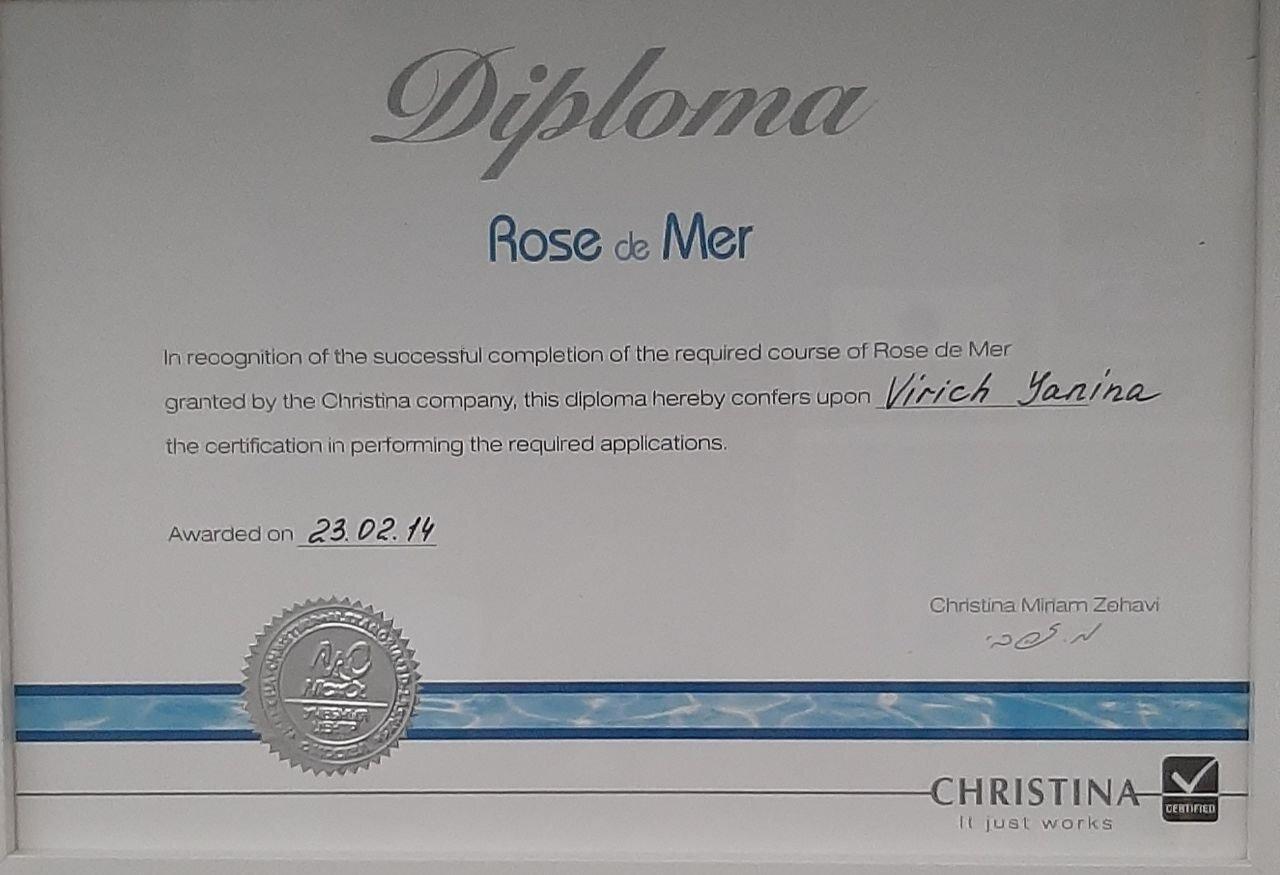 Diploma
Rose de Mer
In recognition of the successful completion of the required course of Rose de Mer
granted by the Christina company, this diploma hereby confers upon Virich Yanina
the certification in performing the required applications.
Awarded on 23.02.14
Christina Miriam Zehavi
CHRISTINA
CERTIFIED
It just works